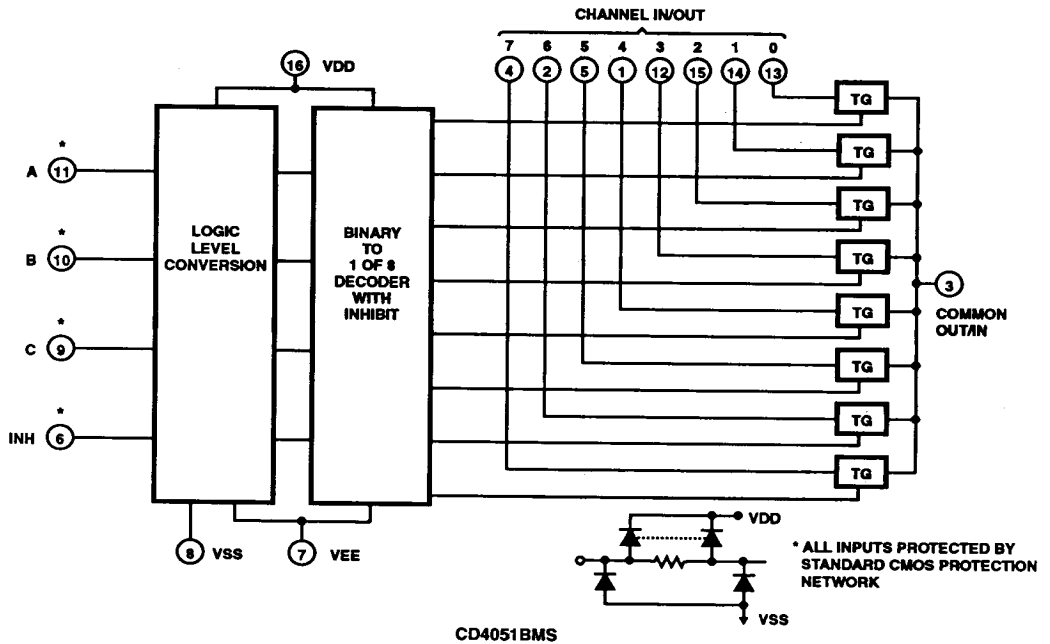 CHANNEL IN/OUT
7 6 5 4 3 2 1 0
4 2 5 1 12 15 14 13
16 VDD
TG
TG
TG
TG
TG
TG
TG
TG
*
A 11
*
B 10
*
C 9
*
INH 6
LOGIC
LEVEL
CONVERSION
BINARY
TO
1 OF 8
DECODER
WITH
INHIBIT
3
COMMON
OUT/IN
8 VSS
7 VEE
VDD
VSS
* ALL INPUTS PROTECTED BY
STANDARD CMOS PROTECTION
NETWORK
CD4051BMS